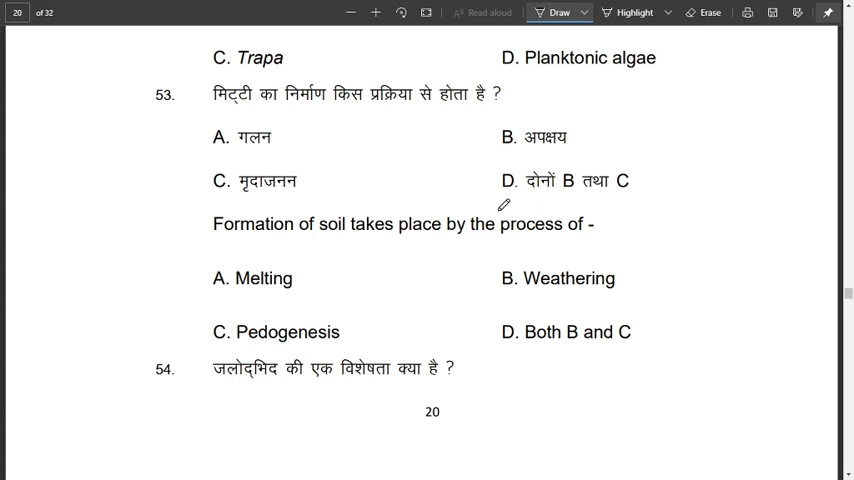 20 of 32 Read aloud Draw Highlight Erase
C. Trapa D. Planktonic algae
53. मिट्टी का निर्माण किस प्रक्रिया से होता है ?
A. गलन B. अपक्षय
C. मृदाजनन D. दोनों B तथा C
Formation of soil takes place by the process of -
A. Melting B. Weathering
C. Pedogenesis D. Both B and C
54. जलोद्भिद की एक विशेषता क्या है ?
20